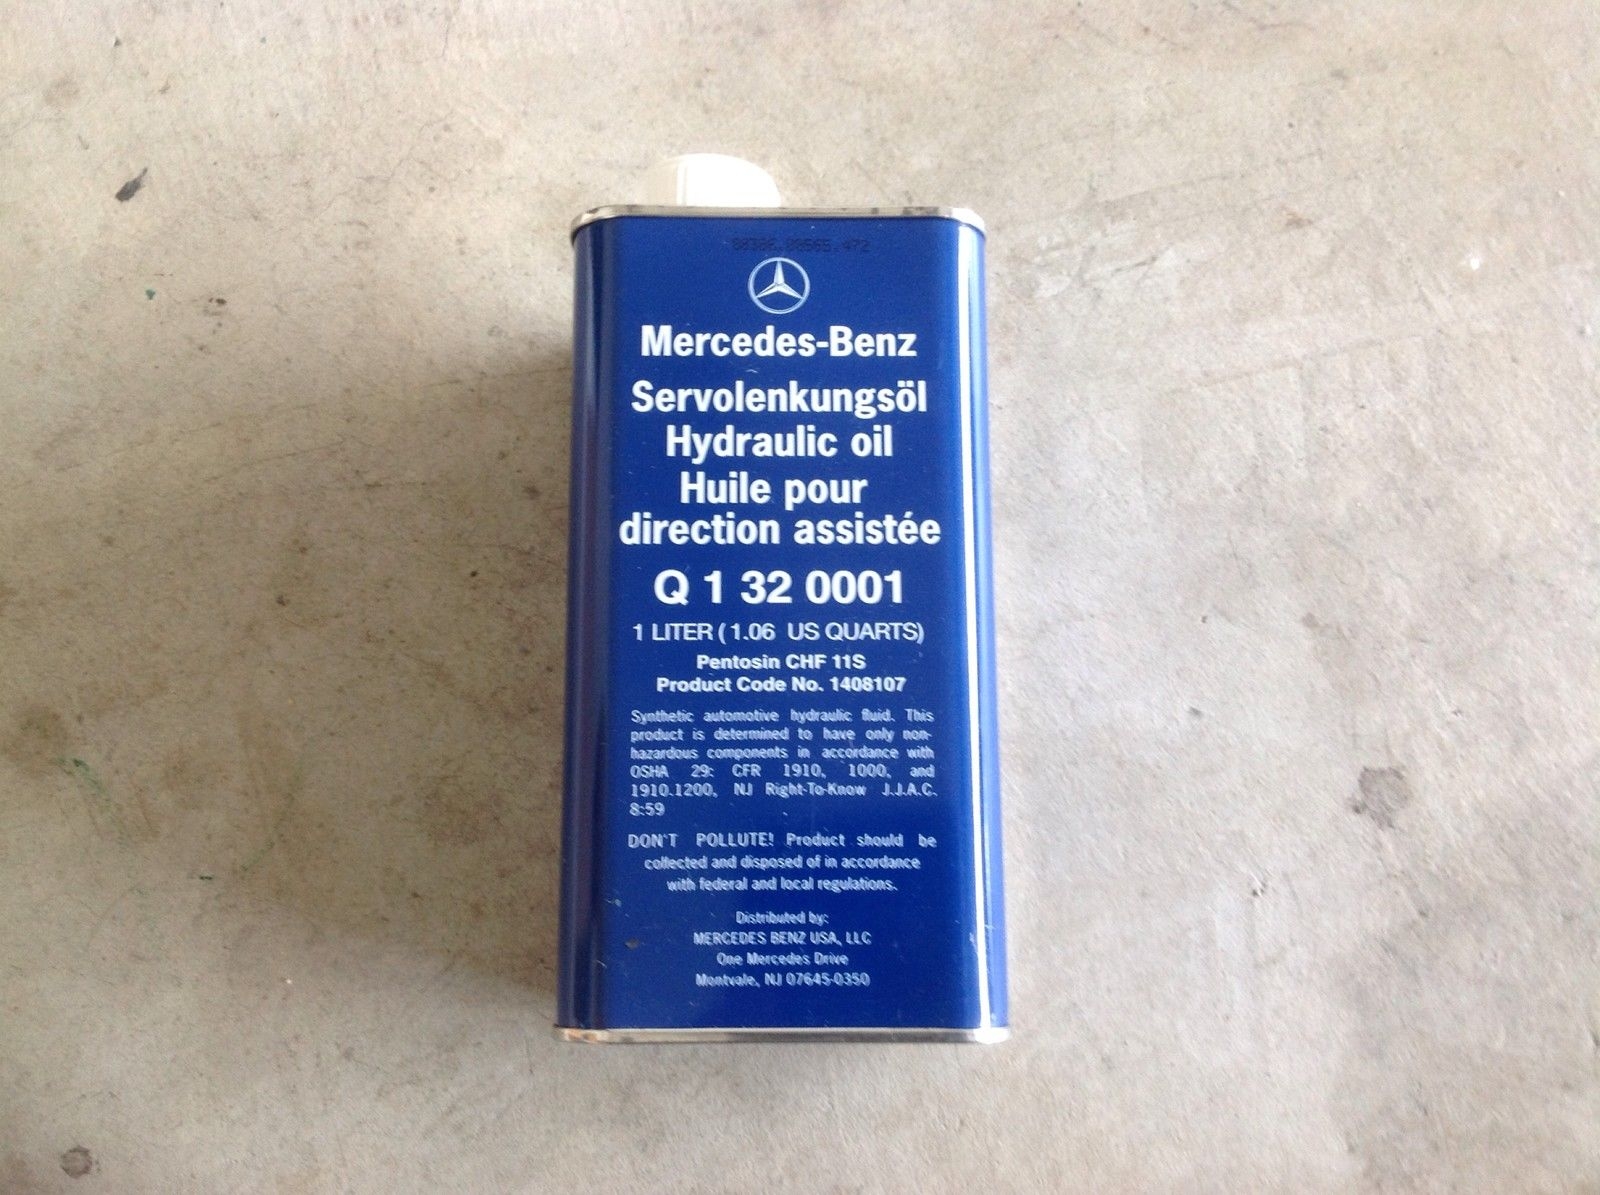 Mercedes-Benz
Servolenkungsöl
Hydraulic oil
Huile pour
direction assistée
Q 1 32 0001
1 LITER ( 1.06 US QUARTS)
Pentosin CHF 11S
Product Code No. 1408107
Synthetic automotive hydraulic fluid. This
product is determined to have only non-
hazardous components in accordance with
OSHA 29: CFR 1910, 1000, and
1910.1200, NJ Right-To-Know J.J.A.C.
8:59
DON'T POLLUTE! Product should be
collected and disposed of in accordance
with federal and local regulations.
Distributed by:
MERCEDES BENZ USA, LLC
One Mercedes Drive
Montvale, NJ 07645-0350